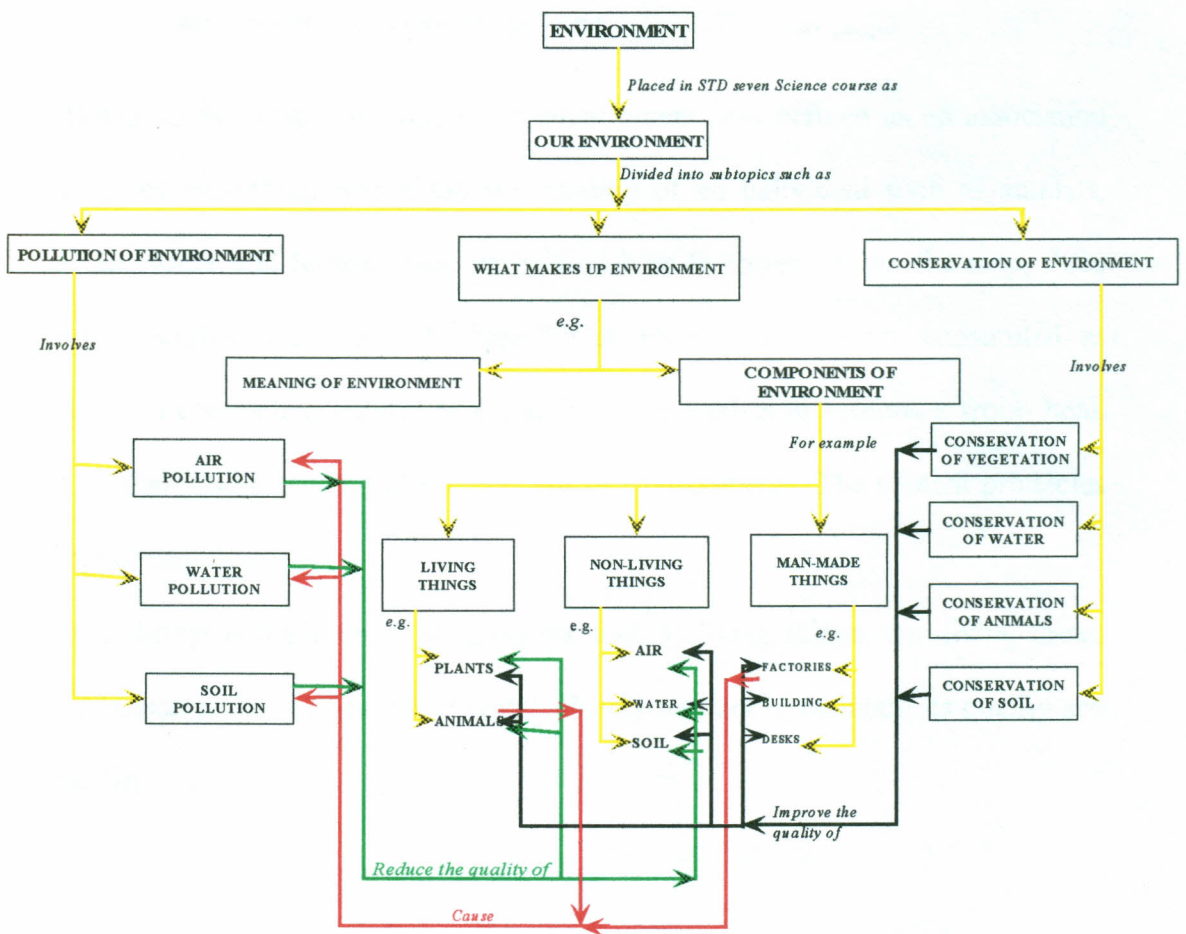 ENVIRONMENT
Placed in STD seven Science course as
OUR ENVIRONMENT
Divided into subtopics such as
POLLUTION OF ENVIRONMENT
WHAT MAKES UP ENVIRONMENT
CONSERVATION OF ENVIRONMENT
e.g.
Involves
Involves
MEANING OF ENVIRONMENT
COMPONENTS OF
ENVIRONMENT
For example
AIR
POLLUTION
CONSERVATION
OF VEGETATION
WATER
POLLUTION
LIVING
THINGS
NON-LIVING
THINGS
MAN-MADE
THINGS
CONSERVATION
OF WATER
CONSERVATION
OF ANIMALS
e.g.
e.g.
e.g.
PLANTS
AIR
FACTORIES
SOIL
POLLUTION
ANIMALS
WATER
BUILDING
CONSERVATION
OF SOIL
SOIL
DESKS
Improve the
quality of
Reduce the quality of
Cause